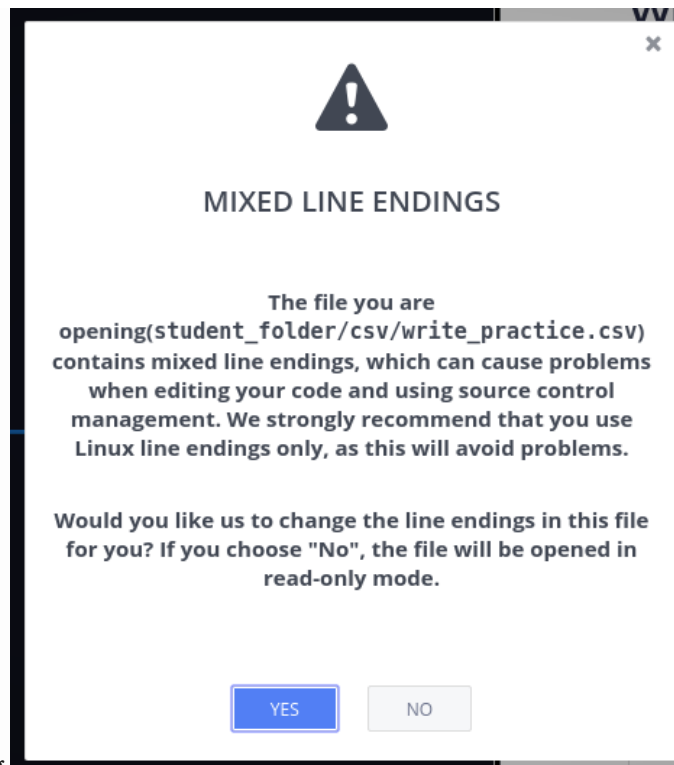 MIXED LINE ENDINGS
The file you are
opening(student_folder/csv/write_practice.csv)
contains mixed line endings, which can cause problems
when editing your code and using source control
management. We strongly recommend that you use
Linux line endings only, as this will avoid problems.
Would you like us to change the line endings in this file
for you? If you choose "No", the file will be opened in
read-only mode.
YES
NO